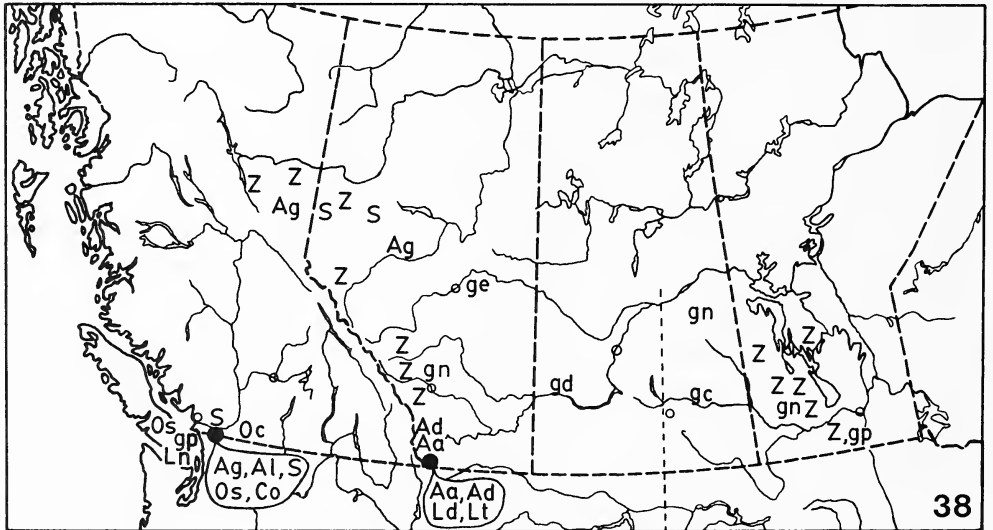 Z Z
Ag S Z S
Ag
Z
ge
gn
Z
Z gn
Z
gd
gc
Z
Z
Z Z
gn Z
Z,gp
Os
gp
Ln
S
Oc
Ad
Aa
Ag,Al,S
Os,Co
Aa,Ad
Ld,Lt
38